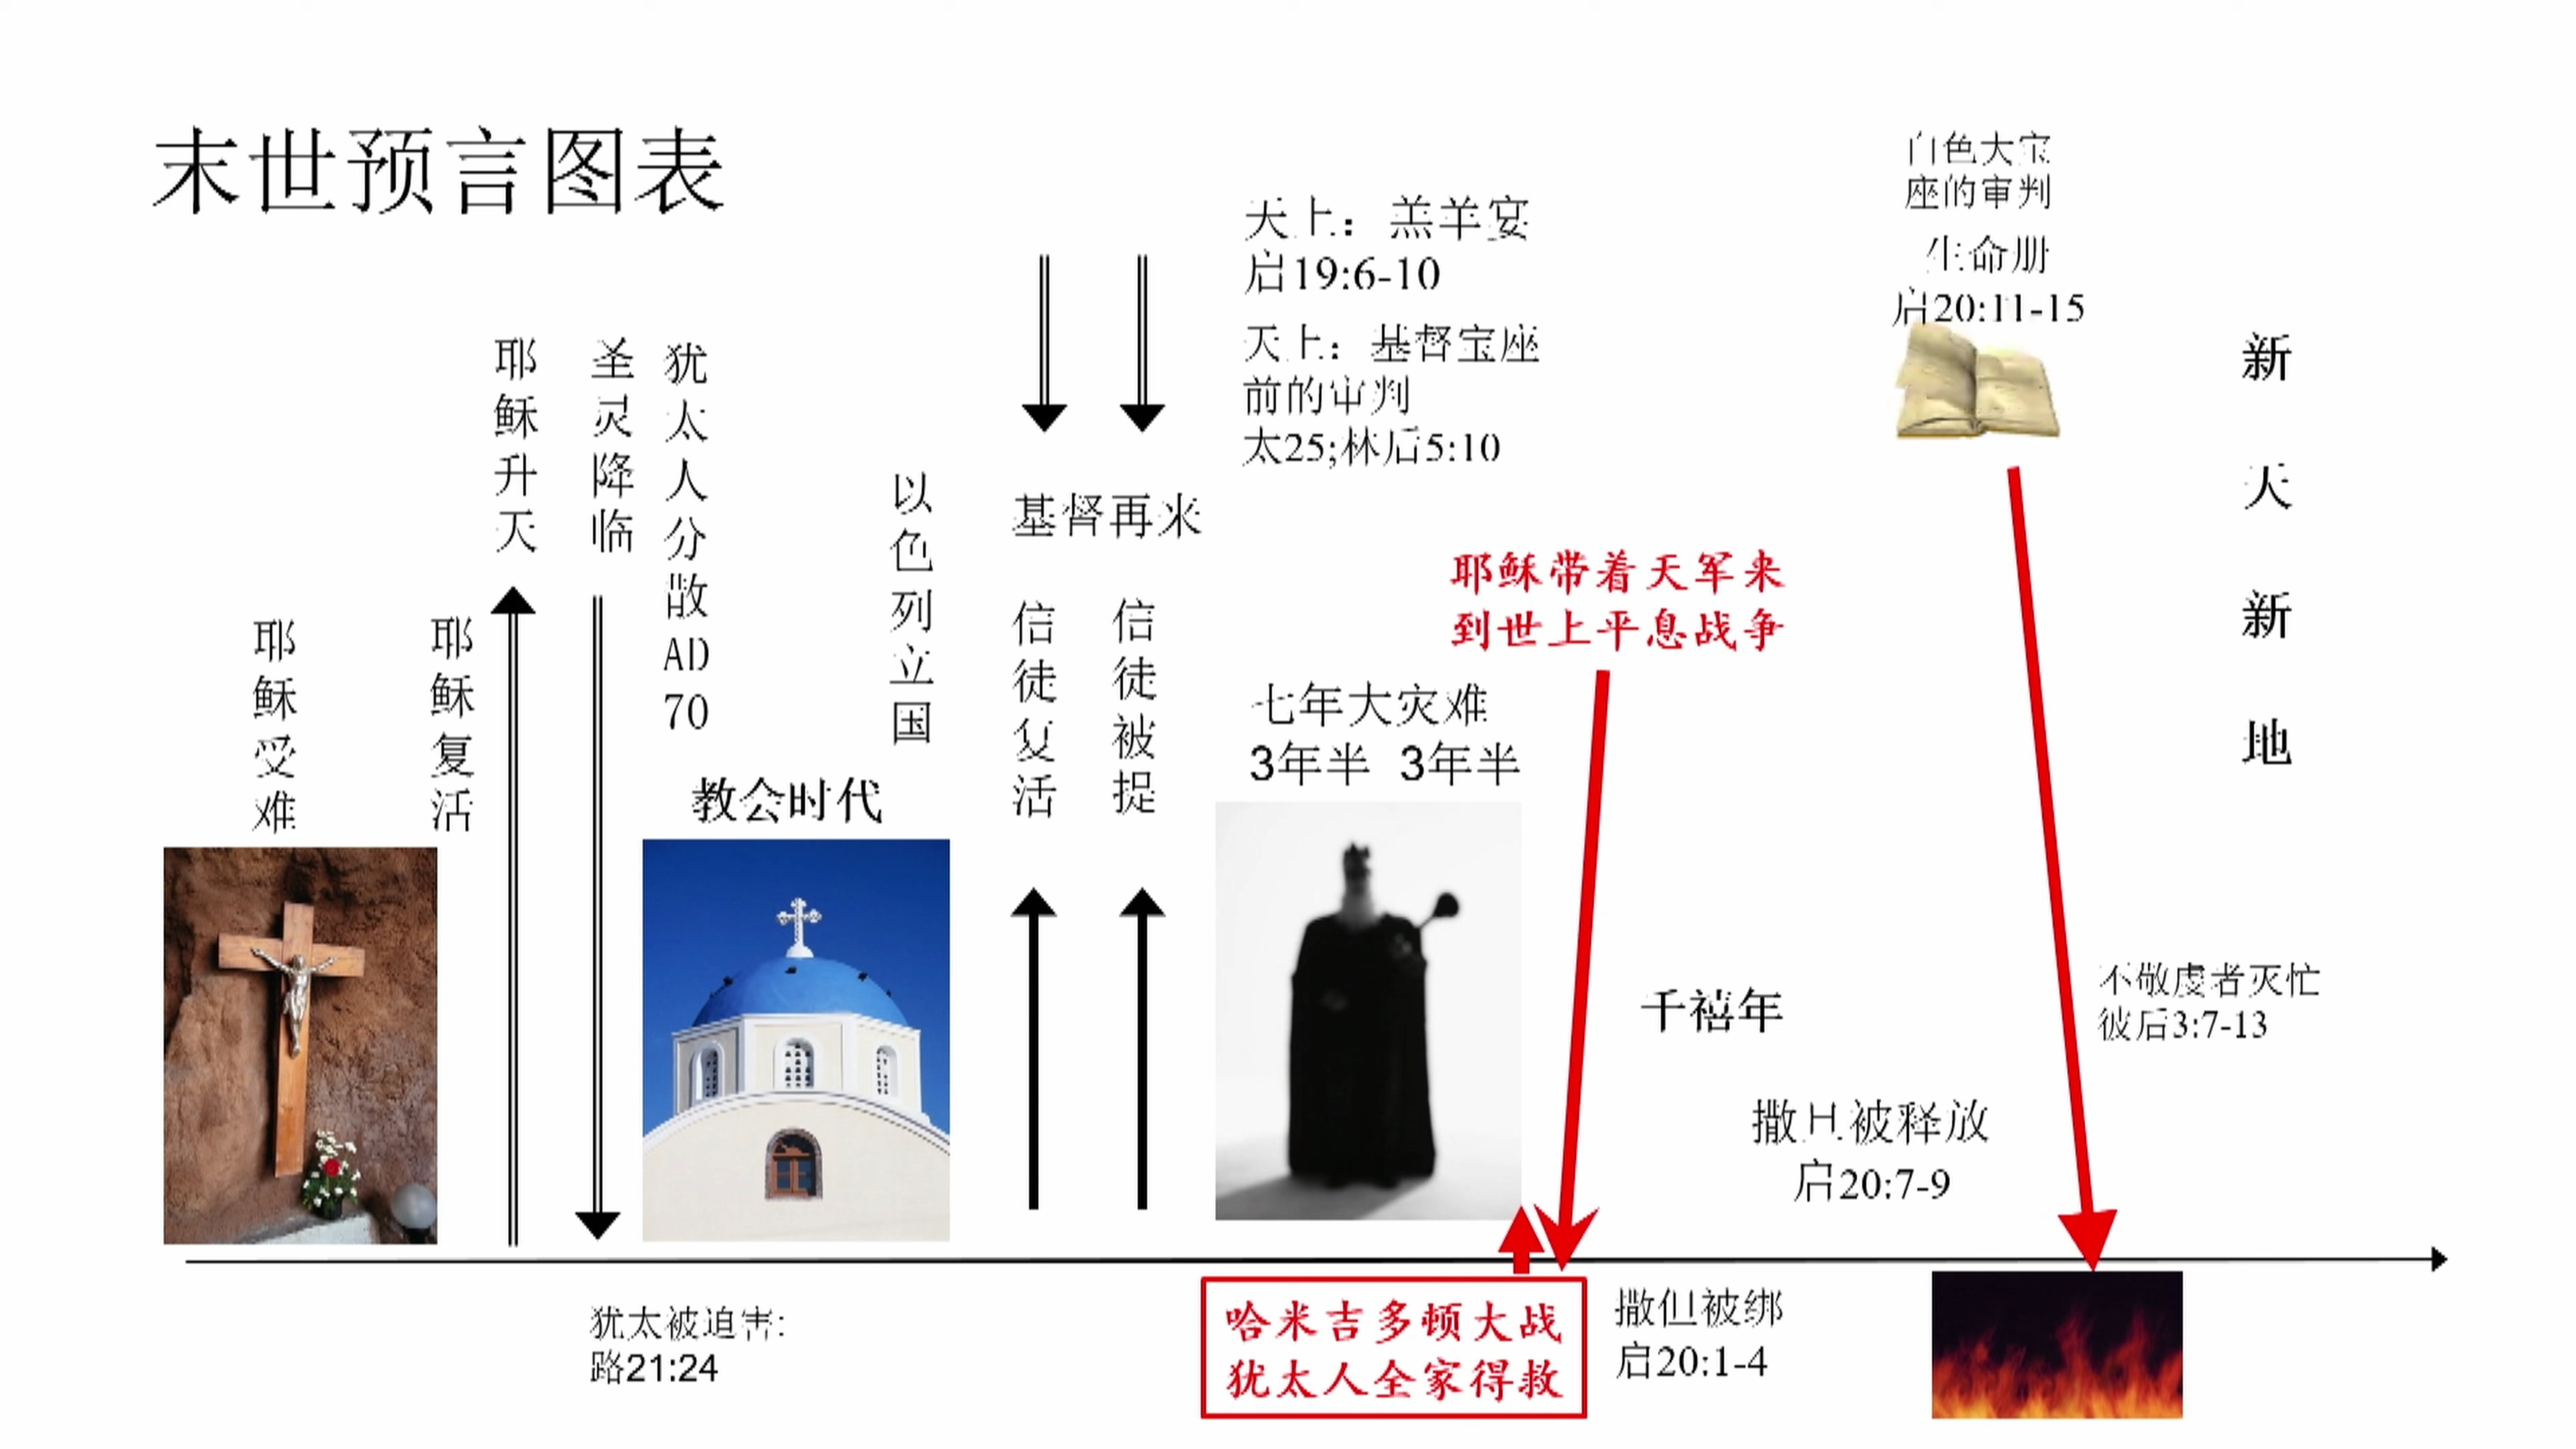 末世预言图表
耶稣受难
耶稣复活
耶稣升天
圣灵降临
犹太人分散AD70
教会时代
以色列立国
基督再来
信徒复活
信徒被提
天上：羔羊宴
启19:6-10
天上：基督宝座
前的审判
太25;林后5:10
七年大灾难
3年半 3年半
耶稣带着天军来
到世上平息战争
千禧年
撒旦被释放
启20:7-9
白色大宝
座的审判
生命册
启20:11-15
新天新地
不敬虔者灭忙
彼后3:7-13
犹太被迫害:
路21:24
哈米吉多顿大战
犹太人全家得救
撒但被绑
启20:1-4